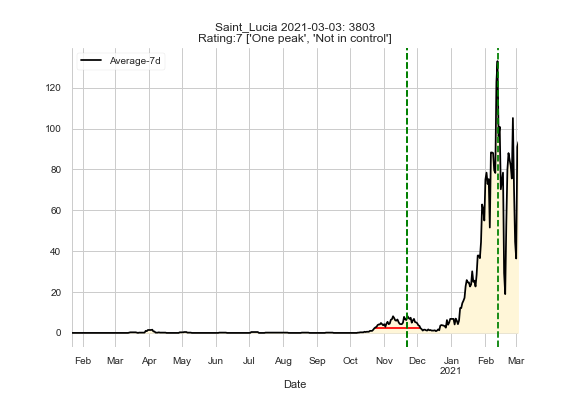 Saint_Lucia 2021-03-03: 3803
Rating:7 ['One peak', 'Not in control']
Average-7d
120
100
80
60
40
20
0
Feb Mar Apr May Jun Jul Aug Sep Oct Nov Dec Jan Feb Mar
2021
Date